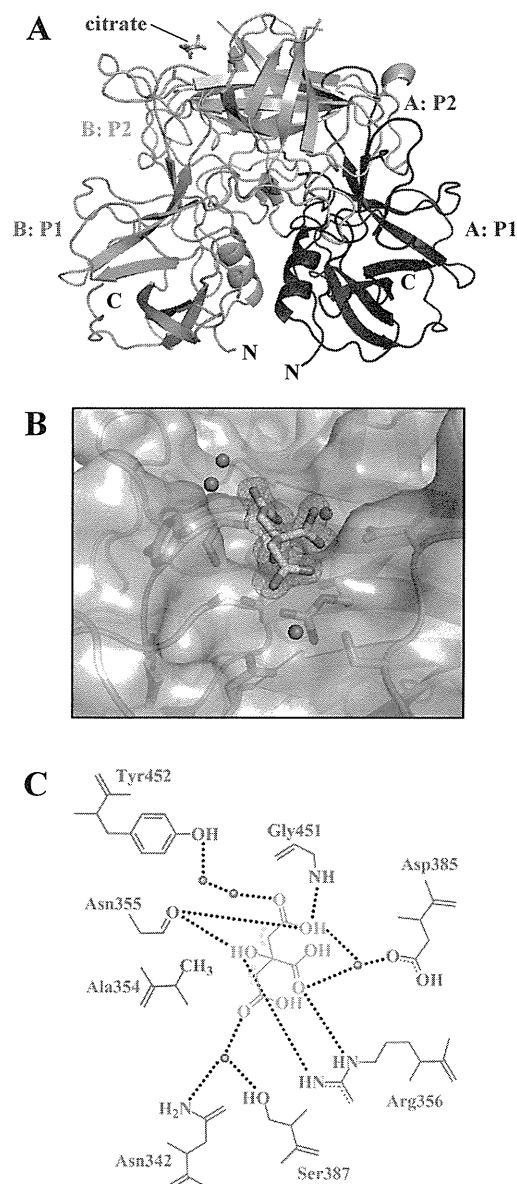 A
citrate
A: P2
B: P2
B: P1
A: P1
C
C
N
N
B
C
Tyr452
OH
Gly451
NH
Asp385
Asn355
O
O
OH
O
OH
HO
OH
O
Ala354
CH3
OH
O
HN
HN
Arg356
H2N
HO
Asn342
Ser387